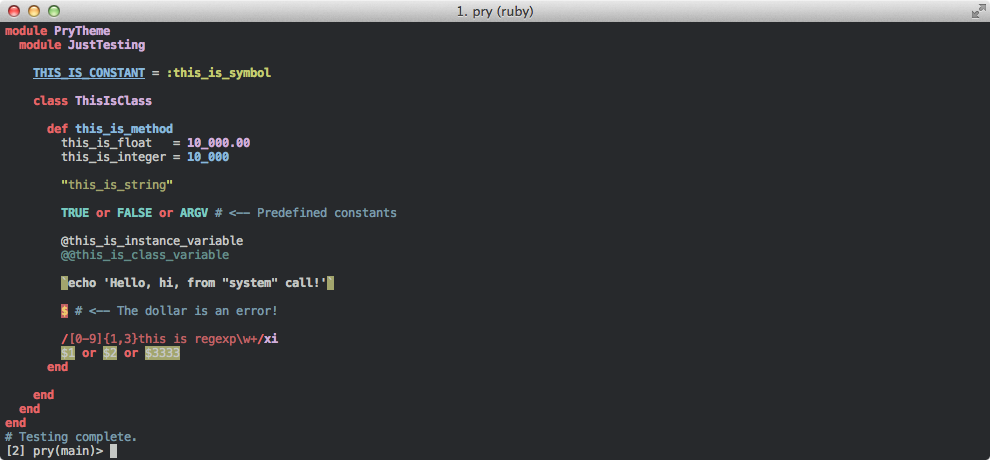 1. pry (ruby)
module PryTheme
  module JustTesting
    THIS_IS_CONSTANT = :this_is_symbol
    class ThisIsClass
      def this_is_method
        this_is_float   = 10_000.00
        this_is_integer = 10_000
        "this_is_string"
        TRUE or FALSE or ARGV # <-- Predefined constants
        @this_is_instance_variable
        @@this_is_class_variable
        `echo 'Hello, hi, from "system" call!'`
        $ # <-- The dollar is an error!
        /[0-9]{1,3}this is regexp\w+/xi
        $1 or $2 or $3333
      end
    end
  end
end
# Testing complete.
[2] pry(main)>